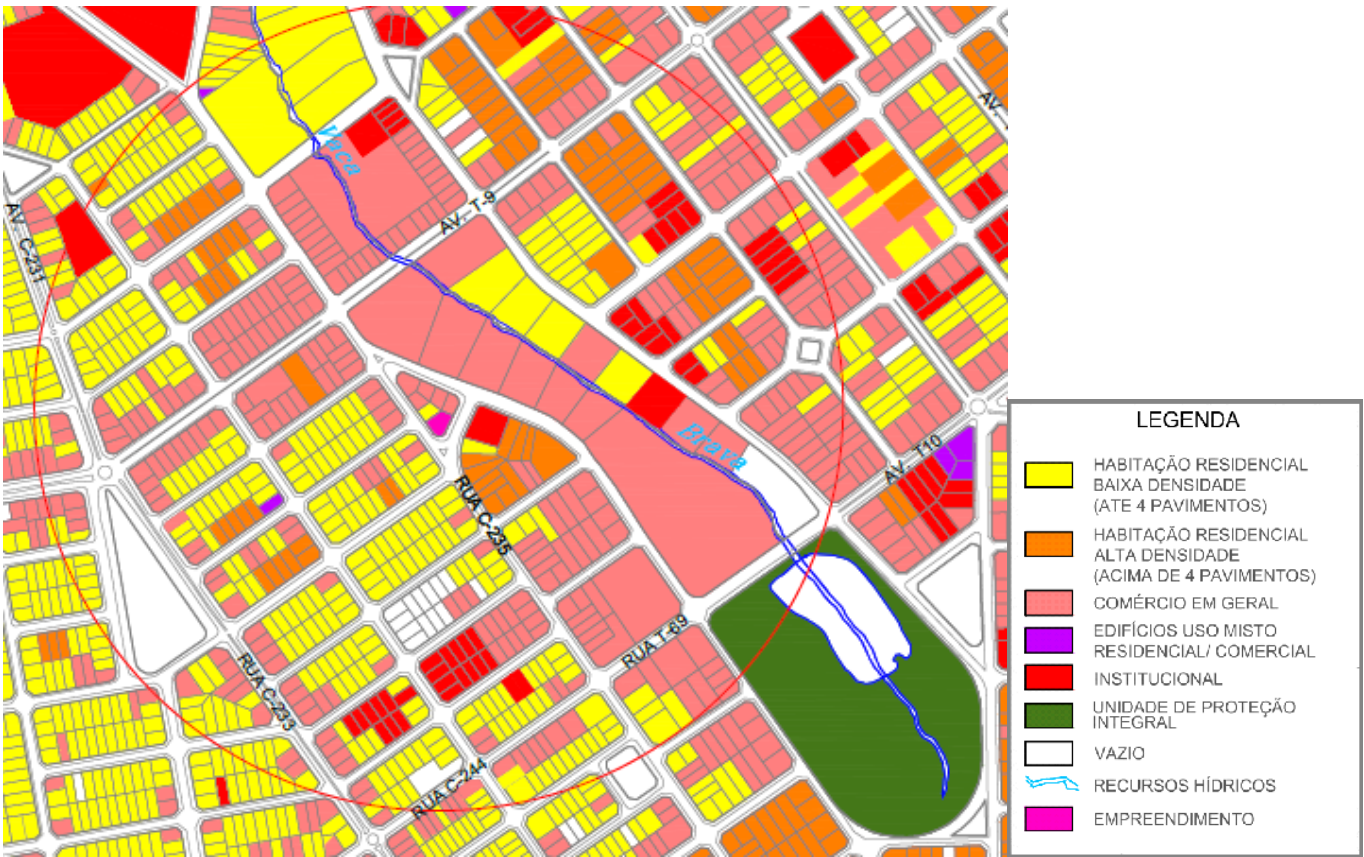 Vaca
AV. T-9
AV. C-231
AV.
Brava
AV. T10
RUA C-235
RUA T-69
RUA C-233
RUA C-244
LEGENDA
HABITAÇÃO RESIDENCIAL
BAIXA DENSIDADE
(ATE 4 PAVIMENTOS)
HABITAÇÃO RESIDENCIAL
ALTA DENSIDADE
(ACIMA DE 4 PAVIMENTOS)
COMÉRCIO EM GERAL
EDIFÍCIOS USO MISTO
RESIDENCIAL/ COMERCIAL
INSTITUCIONAL
UNIDADE DE PROTEÇÃO
INTEGRAL
VAZIO
RECURSOS HÍDRICOS
EMPREENDIMENTO